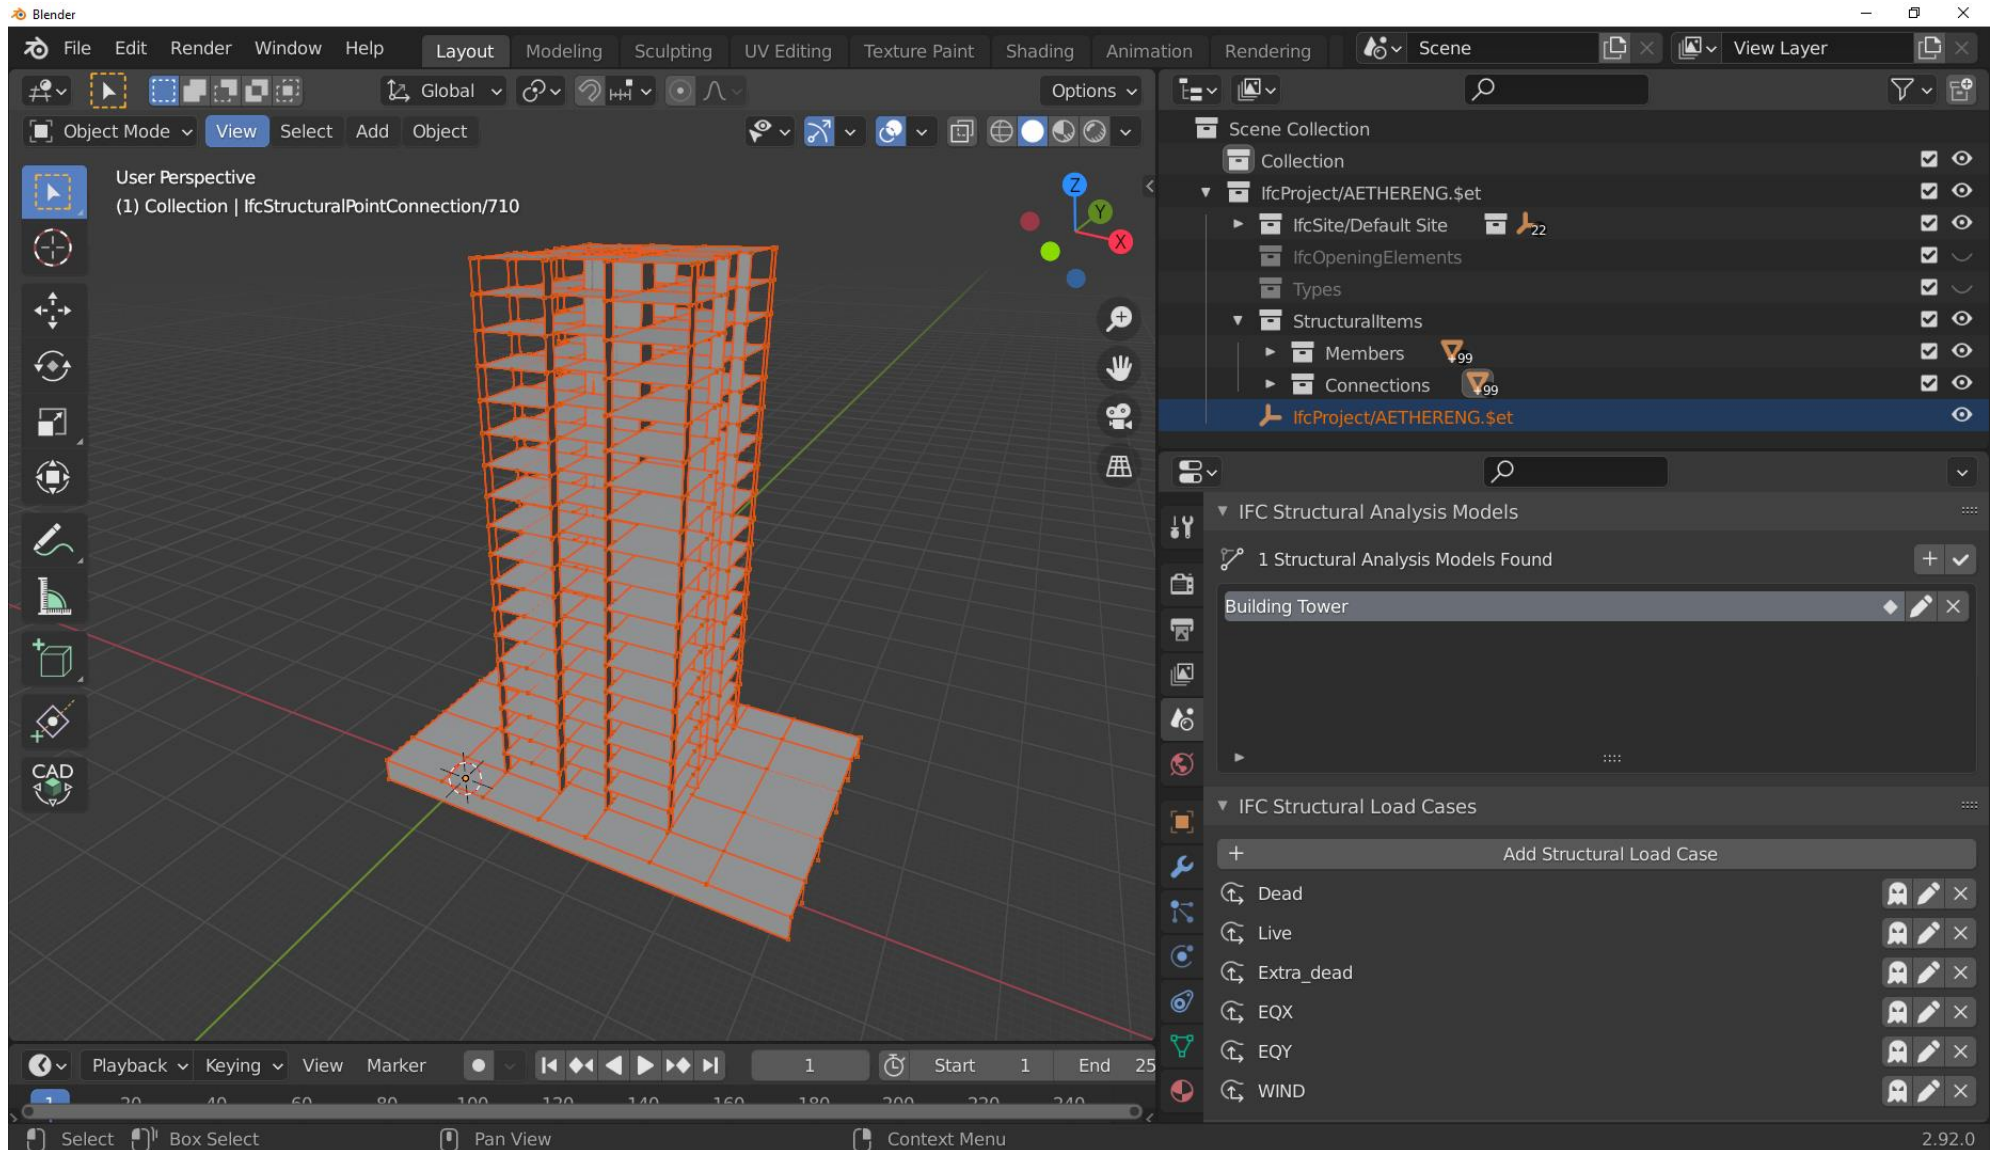 Blender
File Edit Render Window Help Layout Modeling Sculpting UV Editing Texture Paint Shading Animation Rendering Scene View Layer
Global Options
Object Mode View Select Add Object
User Perspective
(1) Collection | IfcStructuralPointConnection/710
Z
Y
X
CAD
Scene Collection
Collection
IfcProject/AETHERENG.$et
IfcSite/Default Site 22
IfcOpeningElements
Types
StructuralItems
Members +99
Connections +99
IfcProject/AETHERENG.$et
IFC Structural Analysis Models
1 Structural Analysis Models Found
Building Tower
IFC Structural Load Cases
Add Structural Load Case
Dead
Live
Extra_dead
EQX
EQY
WIND
Playback Keying View Marker 1 Start 1 End 25
1 20 40 60 80 100 120 140 160 180 200 220 240
Select Box Select Pan View Context Menu 2.92.0